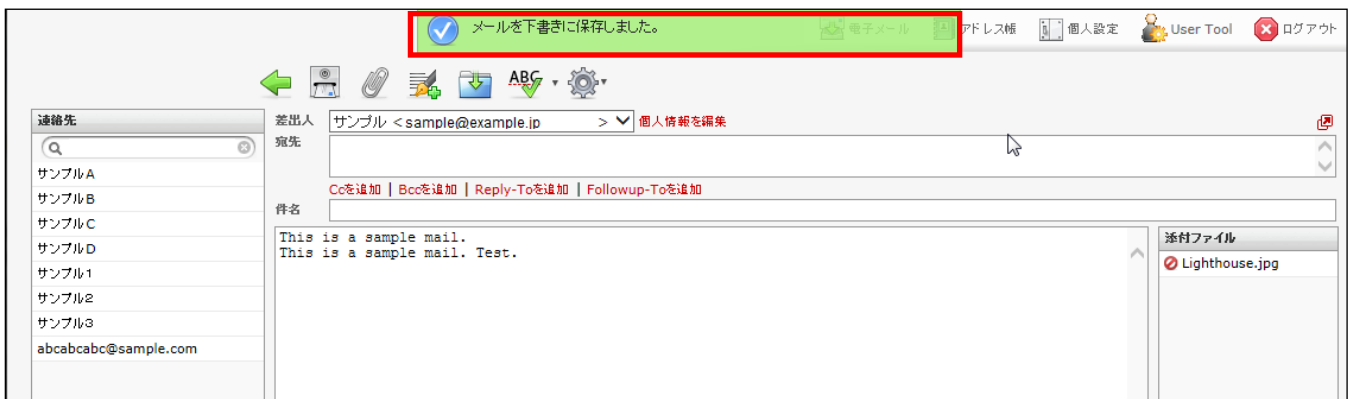 メールを下書きに保存しました。
電子メール アドレス帳 個人設定 User Tool ログアウト
ABC
連絡先
サンプルA
サンプルB
サンプルC
サンプルD
サンプル1
サンプル2
サンプル3
abcabcabc@sample.com
差出人 サンプル <sample@example.jp > 個人情報を編集
宛先
Ccを追加 | Bccを追加 | Reply-Toを追加 | Followup-Toを追加
件名
This is a sample mail.
This is a sample mail. Test.
添付ファイル
Lighthouse.jpg